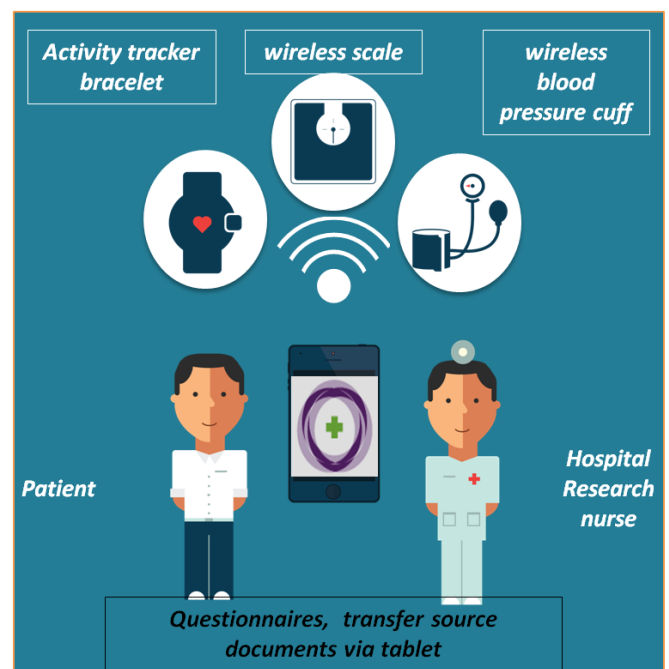 Activity tracker
bracelet
wireless scale
wireless
blood
pressure cuff
Patient
Hospital
Research
nurse
Questionnaires, transfer source
documents via tablet